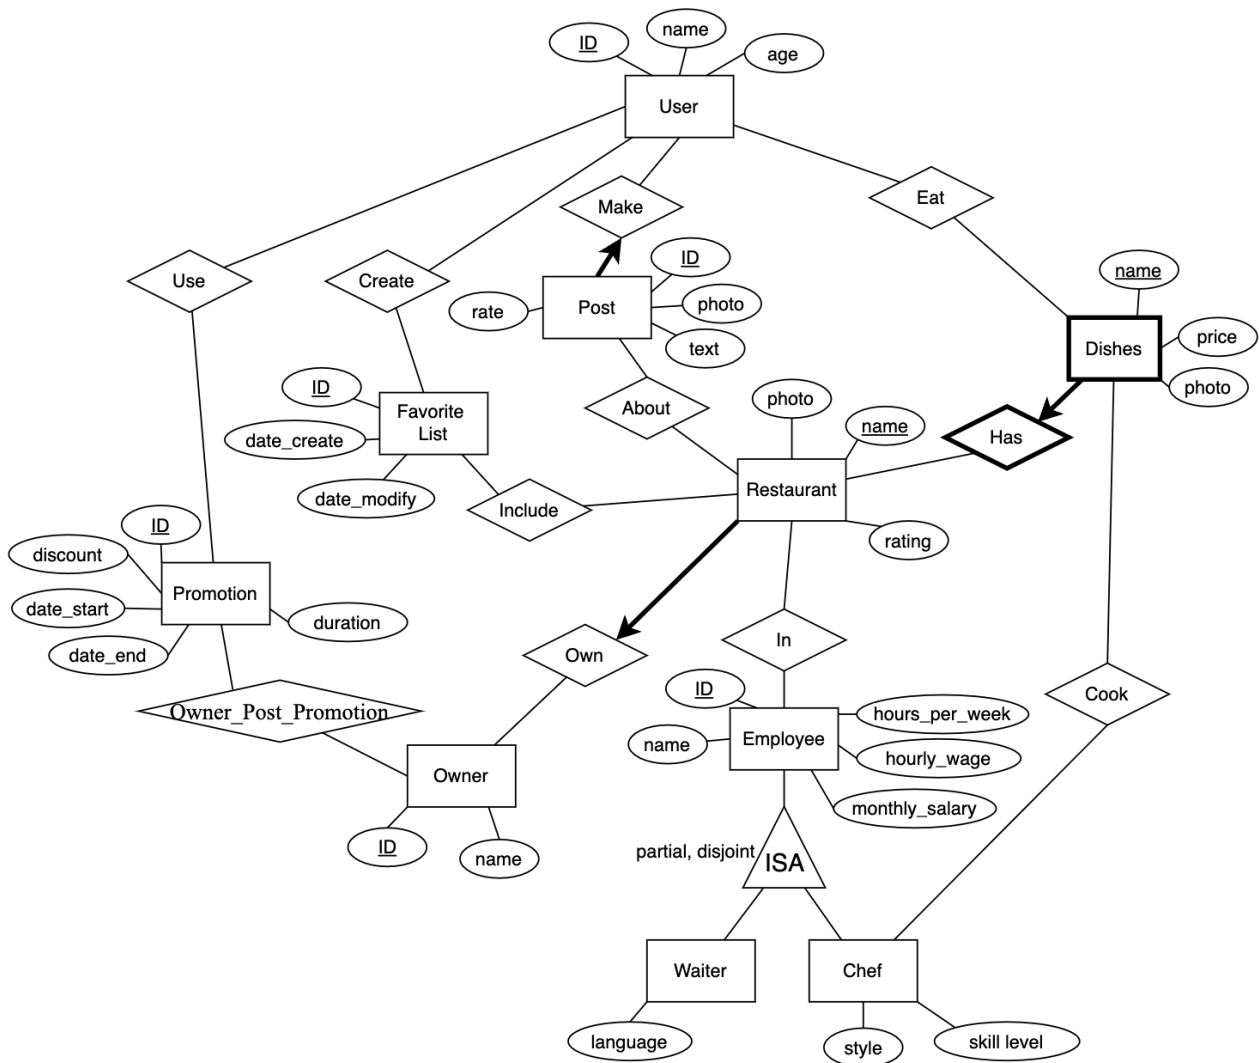 name
ID
age
User
Eat
Make
ID
name
Use
Create
rate
Post
photo
text
price
Dishes
photo
ID
photo
About
Favorite
List
name
date_create
Has
date_modify
Restaurant
Include
ID
rating
discount
Promotion
date_start
duration
In
date_end
Own
ID
Cook
Owner_Post_Promotion
hours_per_week
name
Employee
hourly_wage
Owner
monthly_salary
ID
name
partial, disjoint
ISA
Waiter
Chef
language
style
skill level